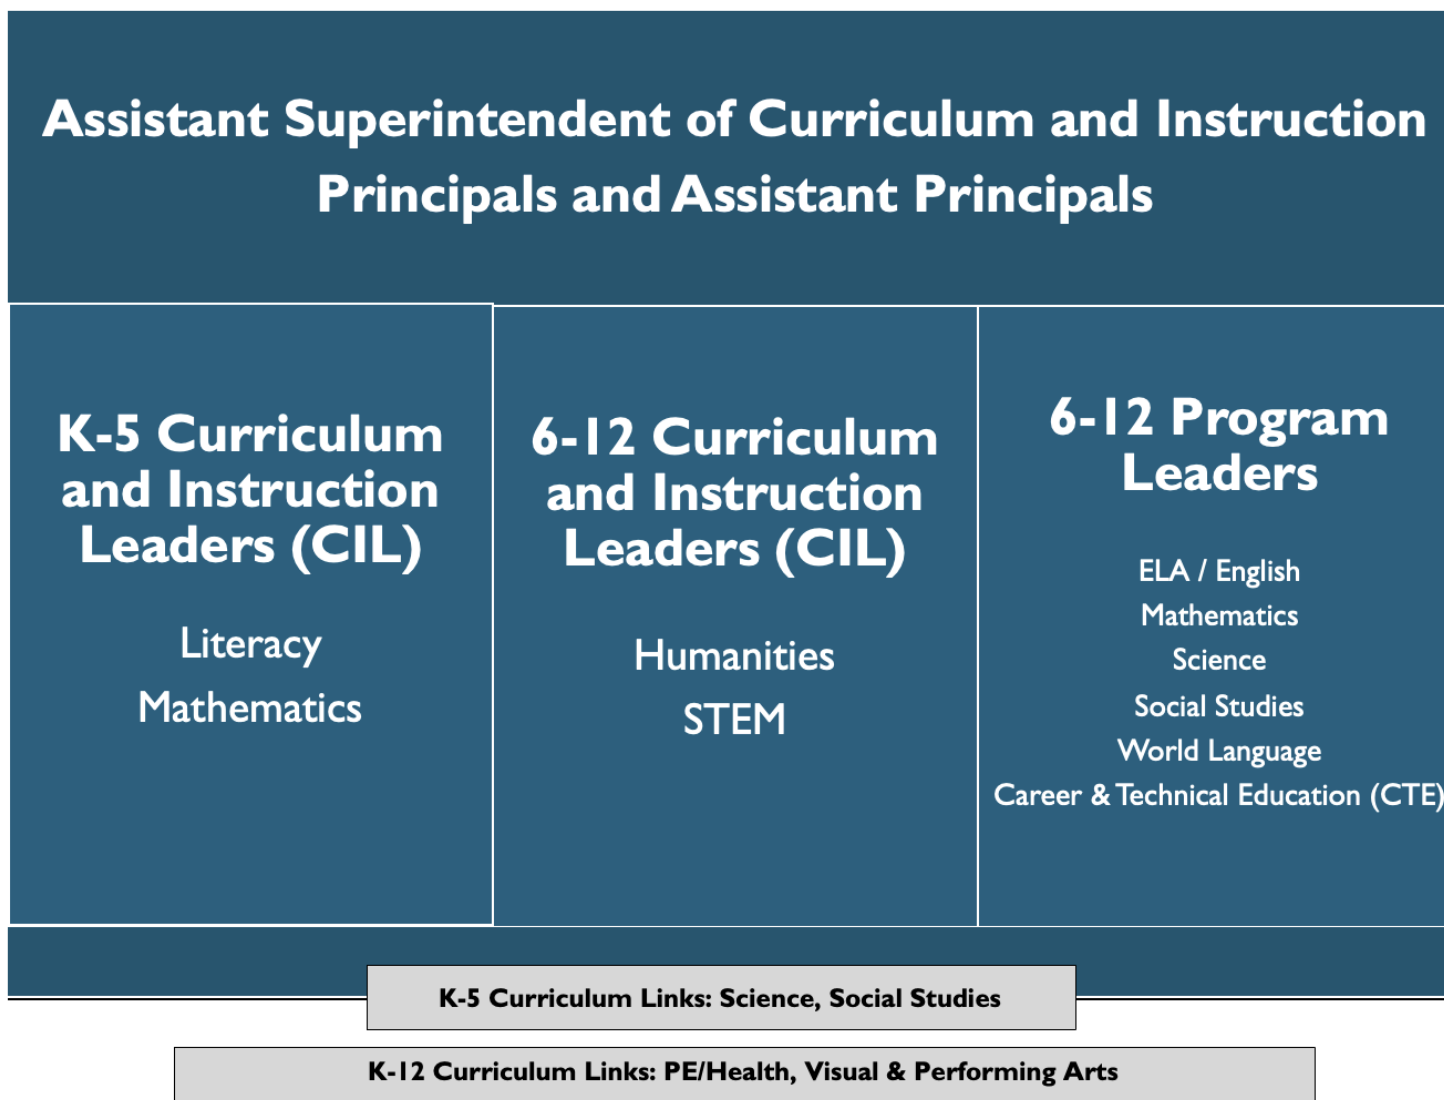 Assistant Superintendent of Curriculum and Instruction
Principals and Assistant Principals
K-5 Curriculum
and Instruction
Leaders (CIL)
Literacy
Mathematics
6-12 Curriculum
and Instruction
Leaders (CIL)
Humanities
STEM
6-12 Program
Leaders
ELA / English
Mathematics
Science
Social Studies
World Language
Career & Technical Education (CTE)
K-5 Curriculum Links: Science, Social Studies
K-12 Curriculum Links: PE/Health, Visual & Performing Arts